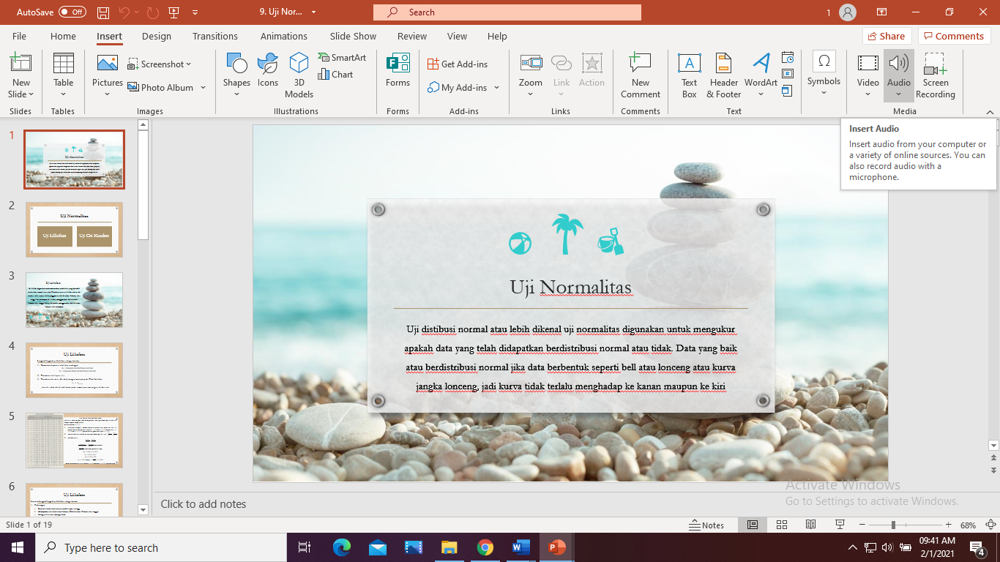 AutoSave Off 9. Uji Nor... Search 1
File Home Insert Design Transitions Animations Slide Show Review View Help Share Comments
New Slide
Slides
Table
Tables
Pictures
Screenshot
Photo Album
Images
Shapes
Icons
3D Models
SmartArt
Chart
Illustrations
Forms
Forms
Get Add-ins
My Add-ins
Add-ins
Zoom
Link
Action
Links
New Comment
Comments
Text Box
Header & Footer
WordArt
Text
Symbols
Video
Audio
Screen Recording
Media
Insert Audio
Insert audio from your computer or
a variety of online sources. You can
also record audio with a
microphone.
1
Uji Normalitas
2
Uji Normalitas
Uji Liliefors Uji Chi Kuadrat
3
4
Uji Liliefors
5
6
Uji Liliefors
Uji Normalitas
Uji distibusi normal atau lebih dikenal uji normalitas digunakan untuk mengukur
apakah data yang telah didapatkan berdistribusi normal atau tidak. Data yang baik
atau berdistribusi normal jika data berbentuk seperti bell atau lonceng atau kurva
jangka lonceng, jadi kurva tidak terlalu menghadap ke kanan maupun ke kiri
Activate Windows
Go to Settings to activate Windows.
Click to add notes
Slide 1 of 19 Notes 68%
Type here to search
09:41 AM
2/1/2021
4